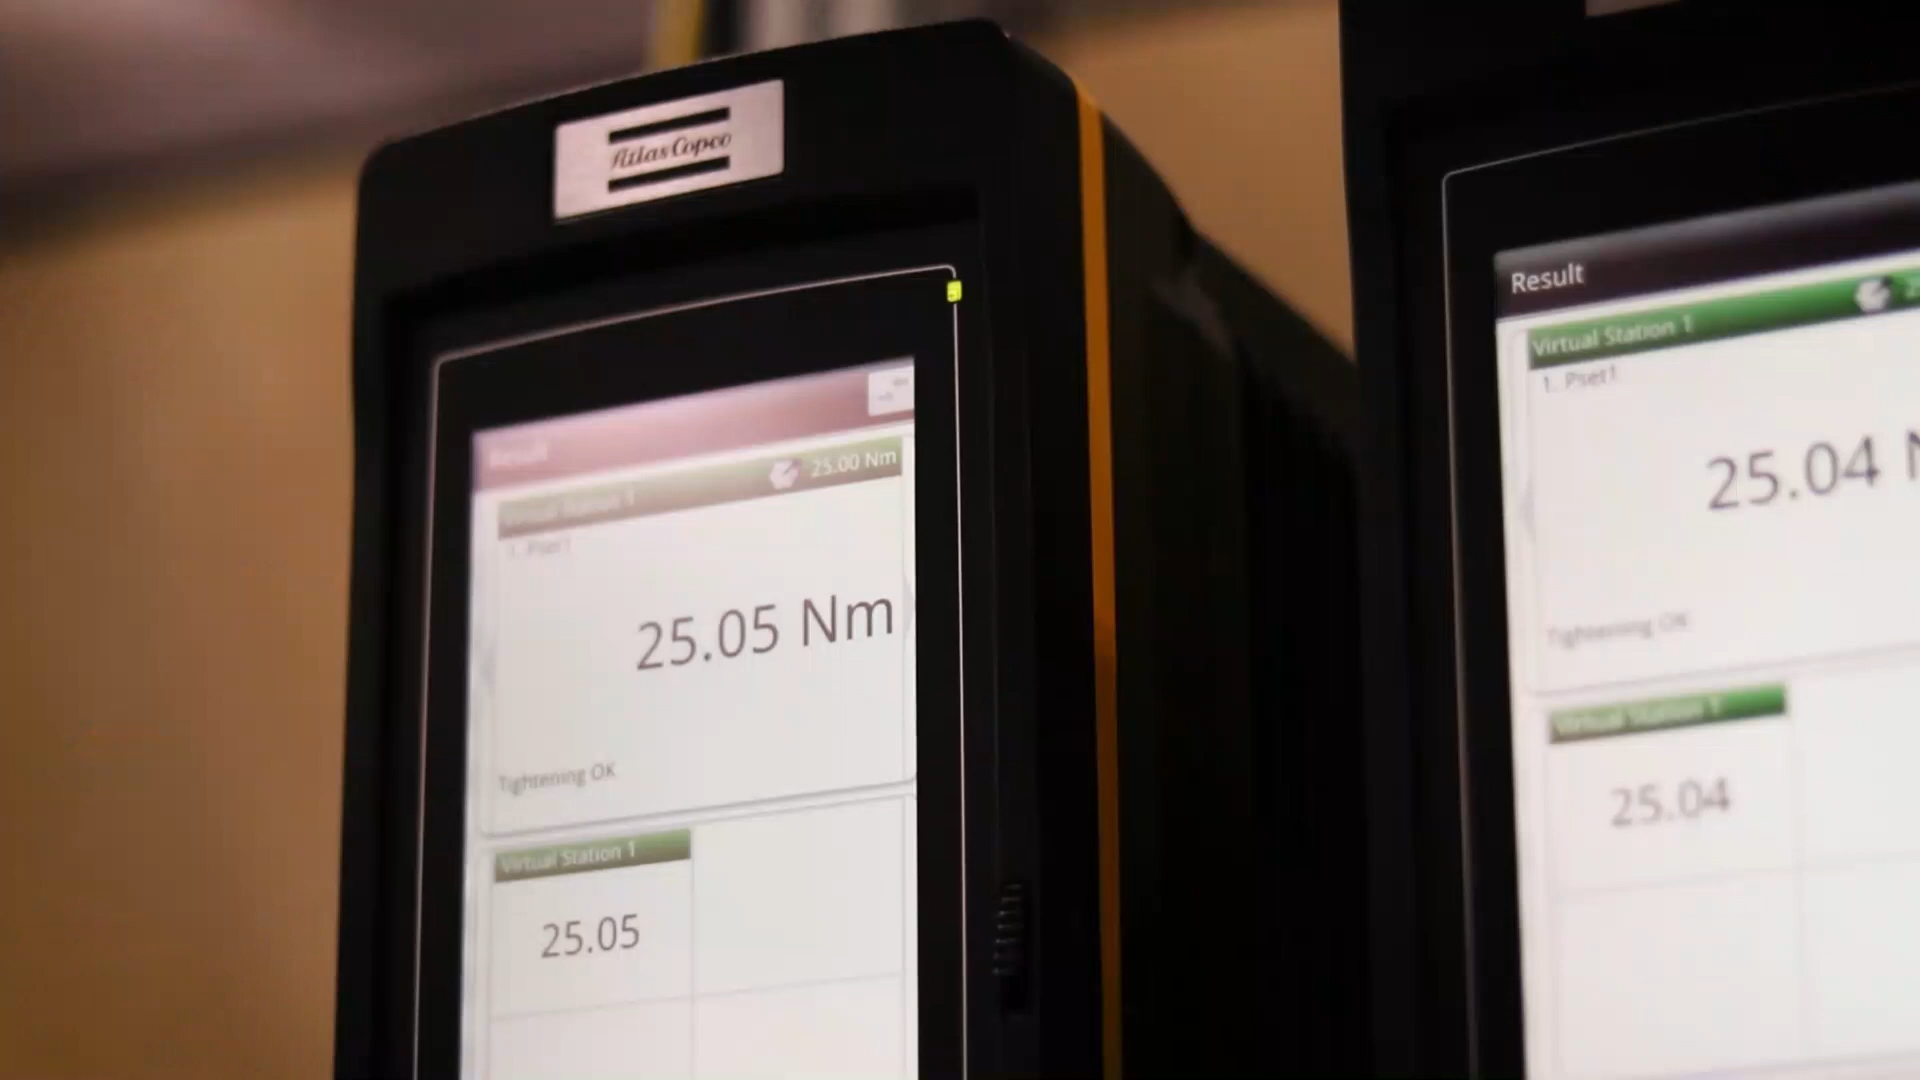 Atlas Copco
Result
Virtual Station 1
25.00 Nm
1. Pset1
25.05 Nm
Tightening OK
Virtual Station 1
25.05
Result
Virtual Station 1
1. Pset1
25.04
Tightening OK
Virtual Station 1
25.04